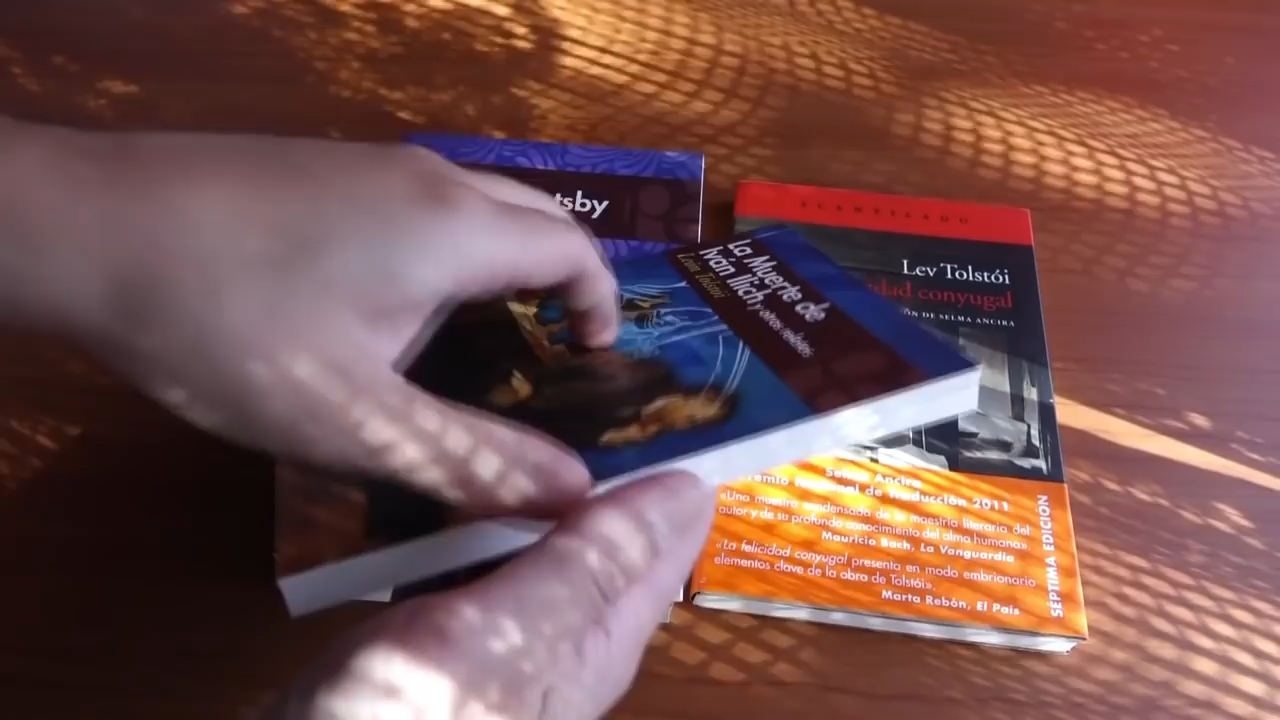 tsby
La Muerte de
Iván Ilich y otros relatos
León Tolstoi
ACANTILADO
Lev Tolstói
dad conyugal
ÓN DE SELMA ANCIRA
Selma Ancira
remio Nacional de Traducción 2011
«Una muestra condensada de la maestría literaria del
autor y de su profundo conocimiento del alma humana».
Mauricio Bach, La Vanguardia
«La felicidad conyugal presenta en modo embrionario
elementos clave de la obra de Tolstói».
Marta Rebón, El País
SÉPTIMA EDICIÓN